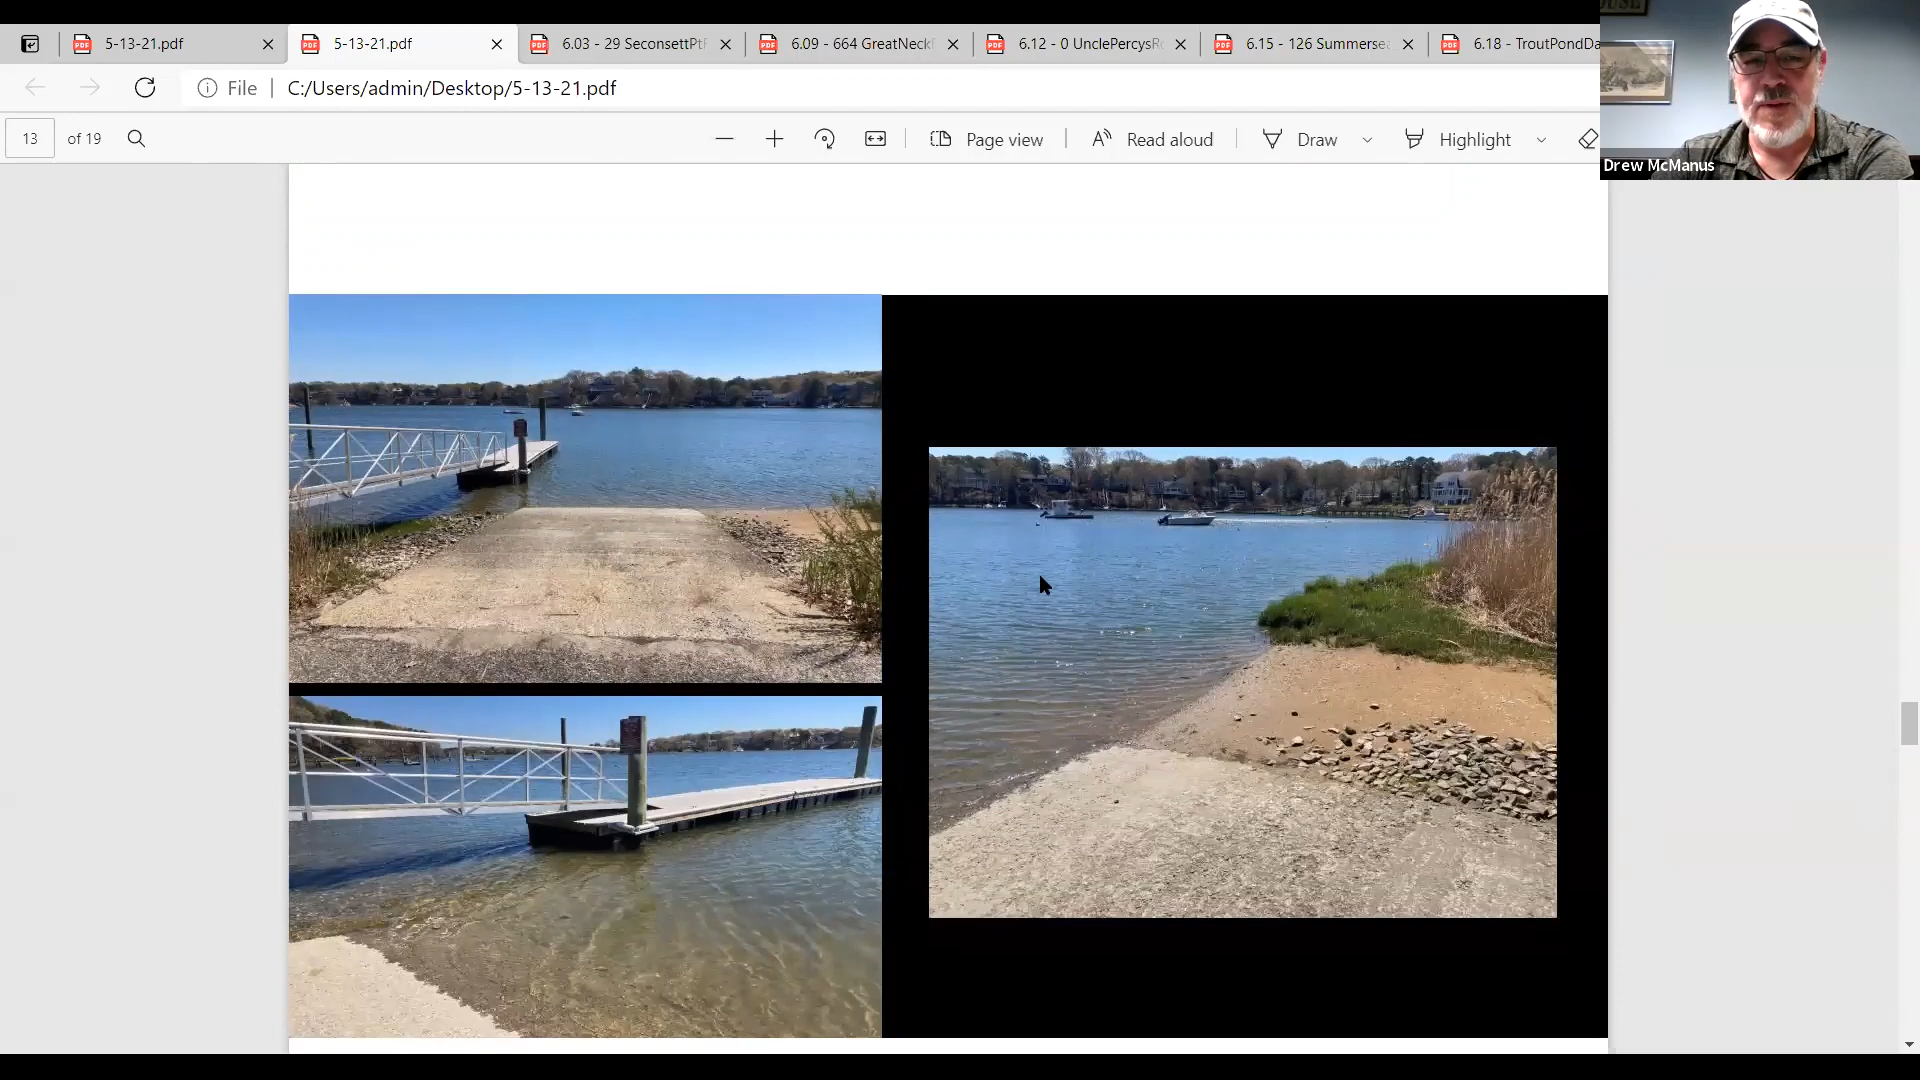 5-13-21.pdf
5-13-21.pdf
6.03 - 29 SeconsettPt
6.09 - 664 GreatNeck
6.12 - 0 UnclePercysR
6.15 - 126 Summerse
6.18 - TroutPondDa
File
C:/Users/admin/Desktop/5-13-21.pdf
13 of 19
Page view
Read aloud
Draw
Highlight
Drew McManus